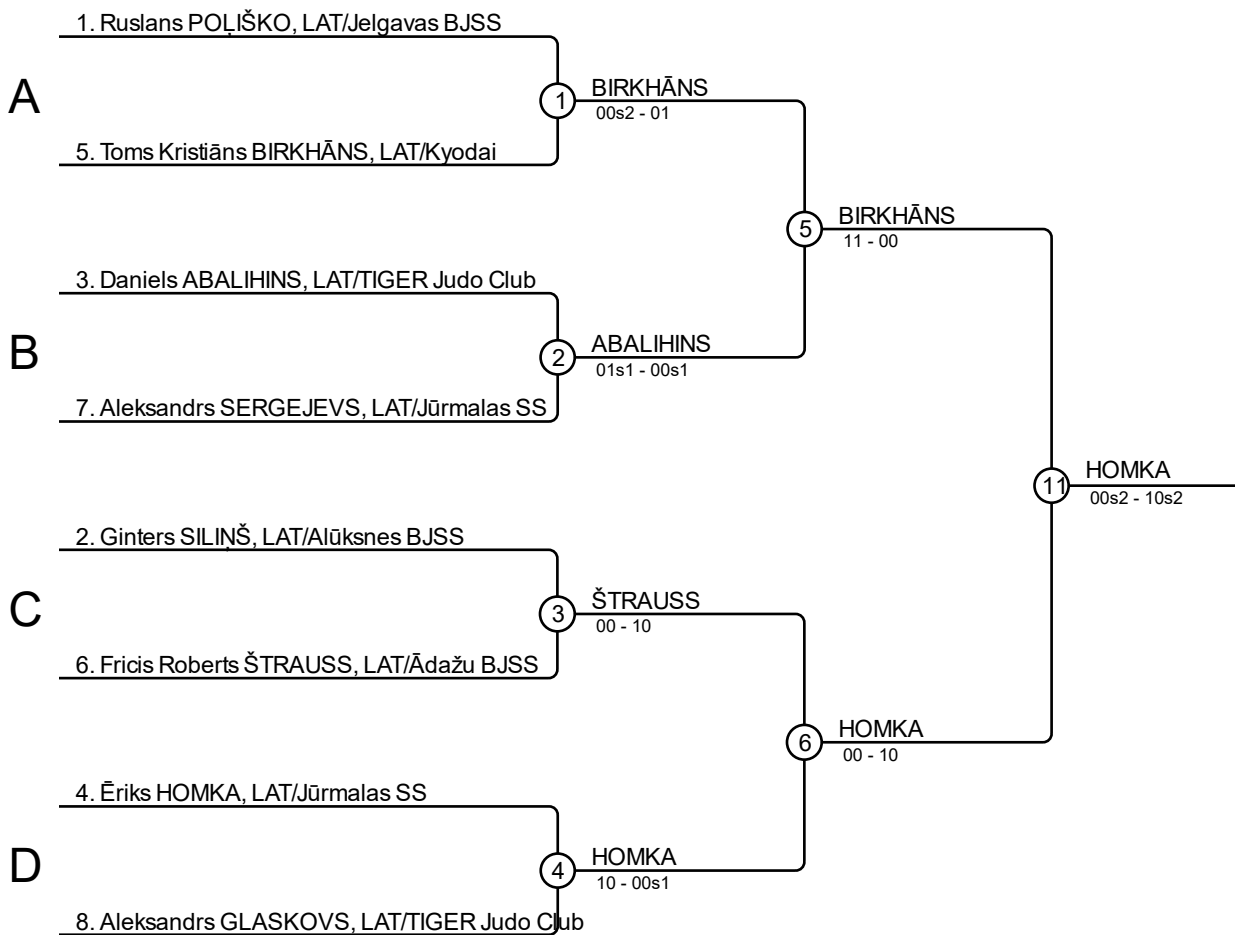 1. Ruslans POĻIŠKO, LAT/Jelgavas BJSS
A
1
BIRKHĀNS
00s2 - 01
5. Toms Kristiāns BIRKHĀNS, LAT/Kyodai
5
BIRKHĀNS
11 - 00
3. Daniels ABALIHINS, LAT/TIGER Judo Club
B
2
ABALIHINS
01s1 - 00s1
7. Aleksandrs SERGEJEVS, LAT/Jūrmalas SS
11
HOMKA
00s2 - 10s2
2. Ginters SILIŅŠ, LAT/Alūksnes BJSS
C
3
ŠTRAUSS
00 - 10
6. Fricis Roberts ŠTRAUSS, LAT/Ādažu BJSS
6
HOMKA
00 - 10
4. Ēriks HOMKA, LAT/Jūrmalas SS
D
4
HOMKA
10 - 00s1
8. Aleksandrs GLASKOVS, LAT/TIGER Judo Club